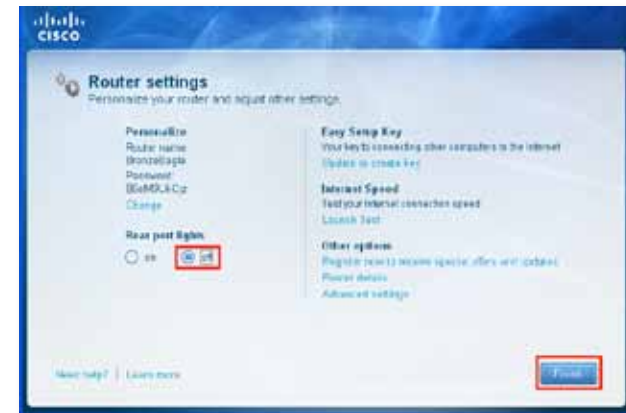 cisco
Router settings
Personalize your router and adjust other settings.
Personalize
Router name
BronzeEagle
Password
Change
Rear port lights
on off
Easy Setup Key
Your key to connecting other computers to the internet
Update or create key
Internet Speed
Test your Internet connection speed
Launch Test
Other options
Register now to receive special offers and updates
Router details
Advanced settings
Need help? | Learn more
Finish